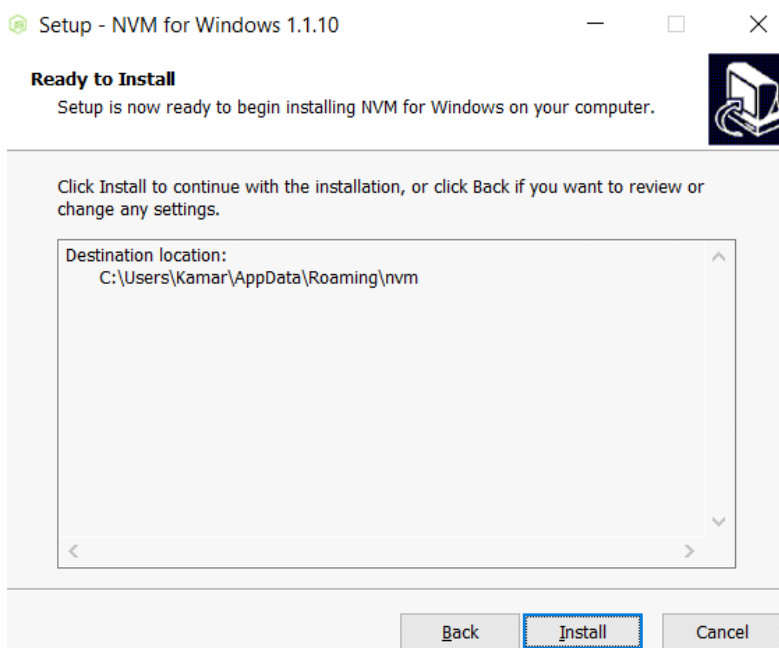 Setup - NVM for Windows 1.1.10
Ready to Install
Setup is now ready to begin installing NVM for Windows on your computer.
Click Install to continue with the installation, or click Back if you want to review or
change any settings.
Destination location:
C:\Users\Kamar\AppData\Roaming\nvm
Back
Install
Cancel